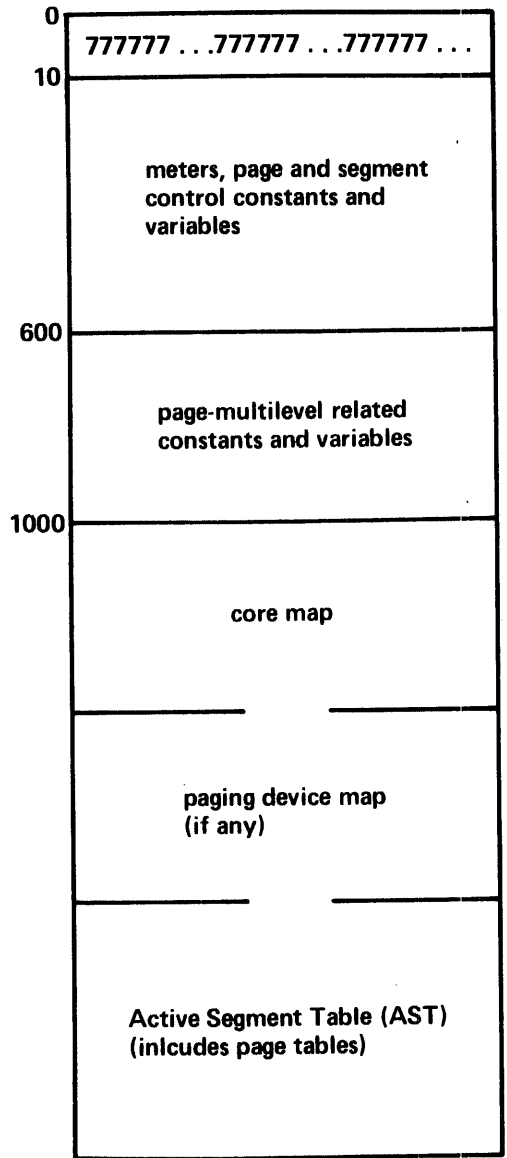 0
777777 ...777777 ...777777 ...
10
meters, page and segment
control constants and
variables
600
page-multilevel related
constants and variables
1000
core map
paging device map
(if any)
Active Segment Table (AST)
(inlcudes page tables)